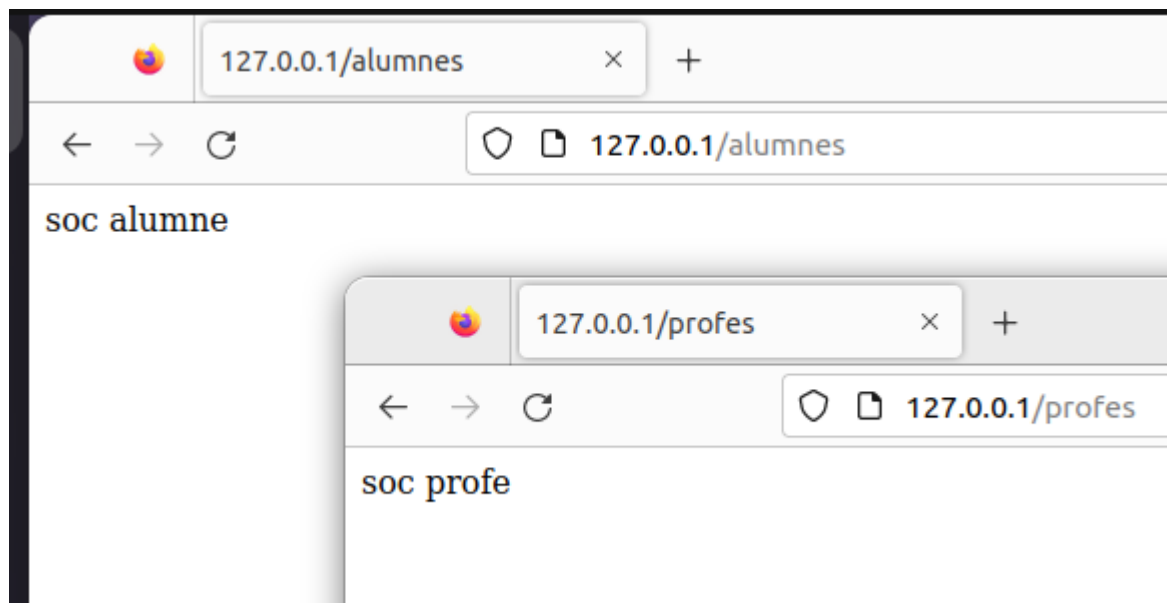 127.0.0.1/alumnes
127.0.0.1/alumnes
soc alumne
127.0.0.1/profes
127.0.0.1/profes
soc profe